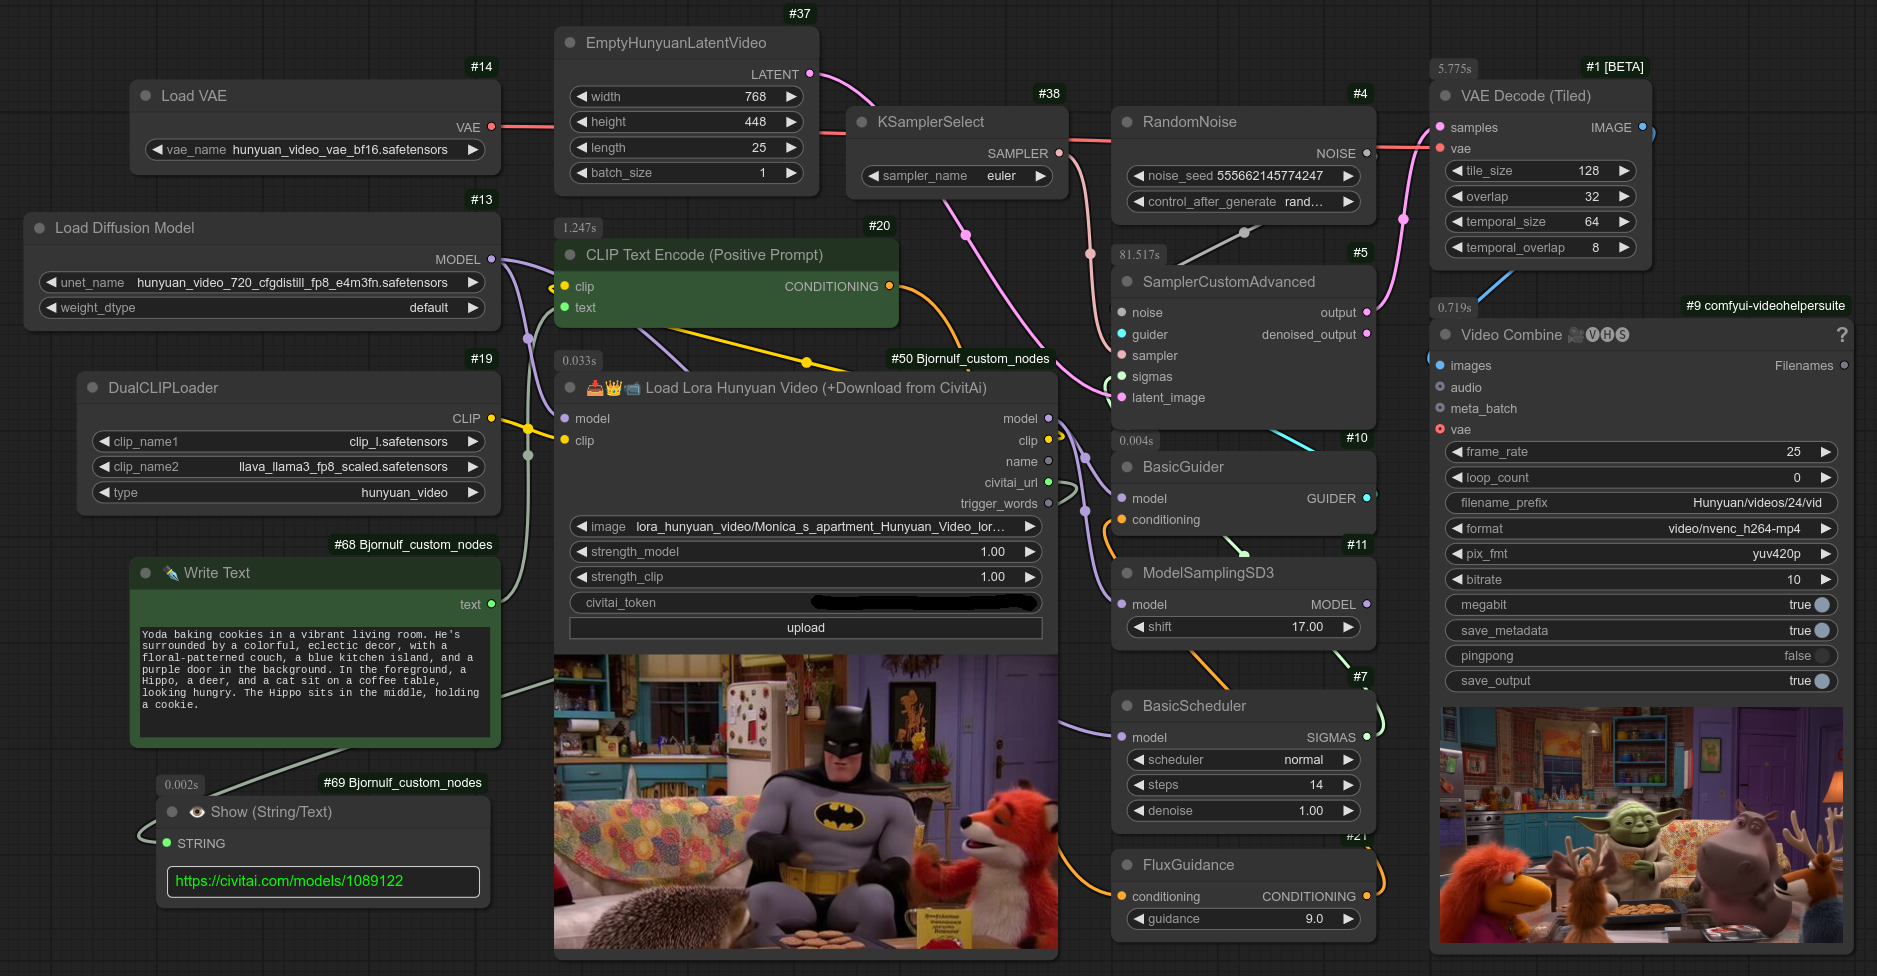 #14
Load VAE
VAE
vae_name hunyuan_video_vae_bf16.safetensors
#13
Load Diffusion Model
MODEL
unet_name hunyuan_video_720_cfgdistill_fp8_e4m3fn.safetensors
weight_dtype default
#19
DualCLIPLoader
CLIP
clip_name1 clip_l.safetensors
clip_name2 llava_llama3_fp8_scaled.safetensors
type hunyuan_video
#68 Bjornulf_custom_nodes
Write Text
text
Yoda baking cookies in a vibrant living room. He's
surrounded by a colorful, eclectic decor, with a
floral-patterned couch, a blue kitchen island, and a
purple door in the background. In the foreground, a
Hippo, a deer, and a cat sit on a coffee table,
looking hungry. The Hippo sits in the middle, holding
a cookie.
0.002s
#69 Bjornulf_custom_nodes
Show (String/Text)
STRING
https://civitai.com/models/1089122
#37
EmptyHunyuanLatentVideo
LATENT
width 768
height 448
length 25
batch_size 1
#38
KSamplerSelect
SAMPLER
sampler_name euler
1.247s
#20
CLIP Text Encode (Positive Prompt)
clip CONDITIONING
text
0.033s
#50 Bjornulf_custom_nodes
Load Lora Hunyuan Video (+Download from CivitAi)
model model
clip clip
name
civitai_url
trigger_words
image lora_hunyuan_video/Monica_s_apartment_Hunyuan_Video_lor...
strength_model 1.00
strength_clip 1.00
civitai_token
upload
#4
RandomNoise
NOISE
noise_seed 555662145774247
control_after_generate rand...
81.517s
#5
SamplerCustomAdvanced
noise output
guider denoised_output
sampler
sigmas
latent_image
0.004s
#10
BasicGuider
model GUIDER
conditioning
#11
ModelSamplingSD3
model MODEL
shift 17.00
#7
BasicScheduler
model SIGMAS
scheduler normal
steps 14
denoise 1.00
#21
FluxGuidance
conditioning CONDITIONING
guidance 9.0
5.775s
#1 [BETA]
VAE Decode (Tiled)
samples IMAGE
vae
tile_size 128
overlap 32
temporal_size 64
temporal_overlap 8
0.719s
#9 comfyui-videohelpersuite
Video Combine 🎥🅥🅗🅢 ?
images Filenames
audio
meta_batch
vae
frame_rate 25
loop_count 0
filename_prefix Hunyuan/videos/24/vid
format video/nvenc_h264-mp4
pix_fmt yuv420p
bitrate 10
megabit true
save_metadata true
pingpong false
save_output true